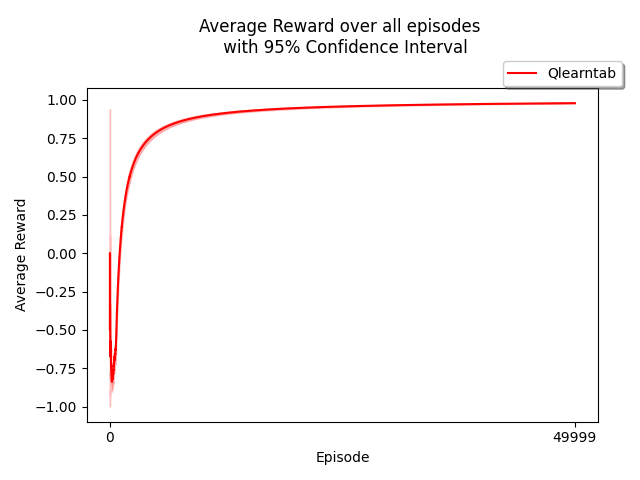 Average Reward over all episodes
with 95% Confidence Interval
Qlearntab
1.00
0.75
0.50
0.25
0.00
−0.25
−0.50
−0.75
−1.00
Average Reward
0
49999
Episode